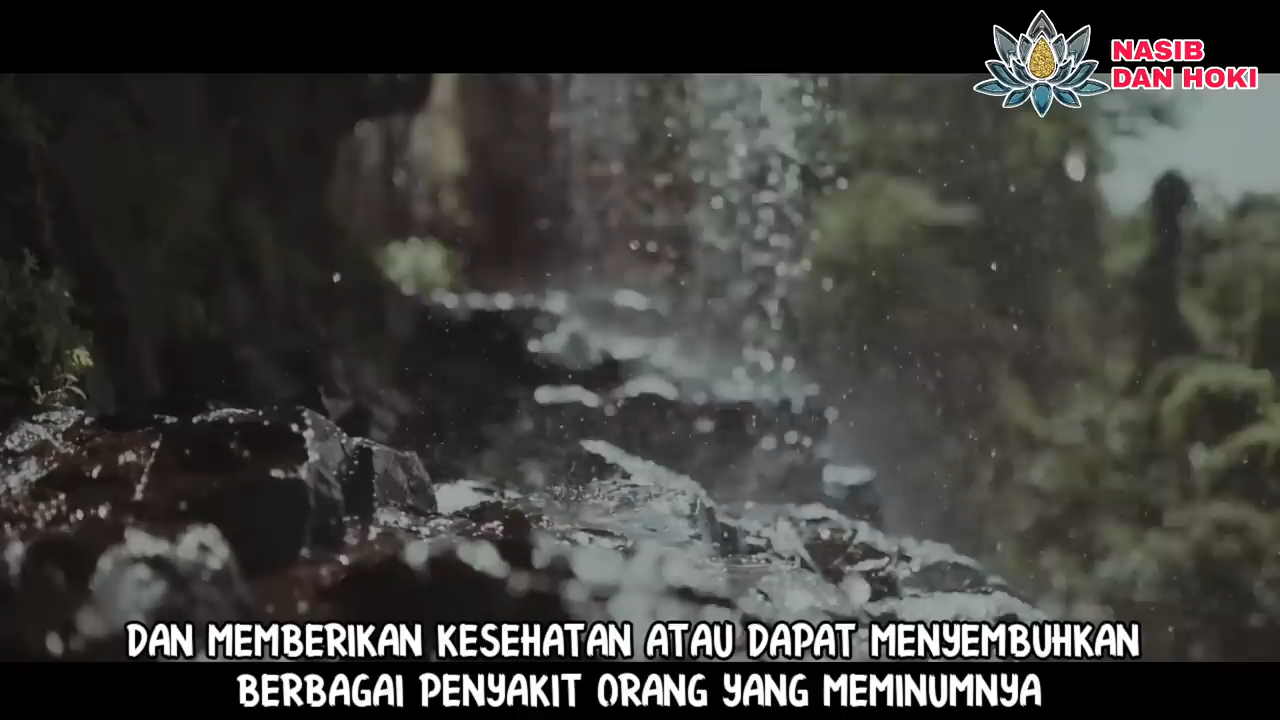 NASIB
DAN HOKI
DAN MEMBERIKAN KESEHATAN ATAU DAPAT MENYEMBUHKAN
BERBAGAI PENYAKIT ORANG YANG MEMINUMNYA